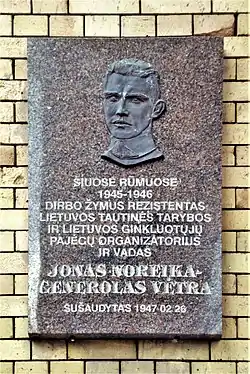 ŠIUOSE RŪMUOSE
1945-1946
DIRBO ŽYMUS REZISTENTAS
LIETUVOS TAUTINĖS TARYBOS
IR LIETUVOS GINKLUOTŲJŲ
PAJĖGŲ ORGANIZATORIUS
IR VADAS
JONAS NOREIKA-
GENEROLAS VĖTRA
SUŠAUDYTAS 1947·02·26